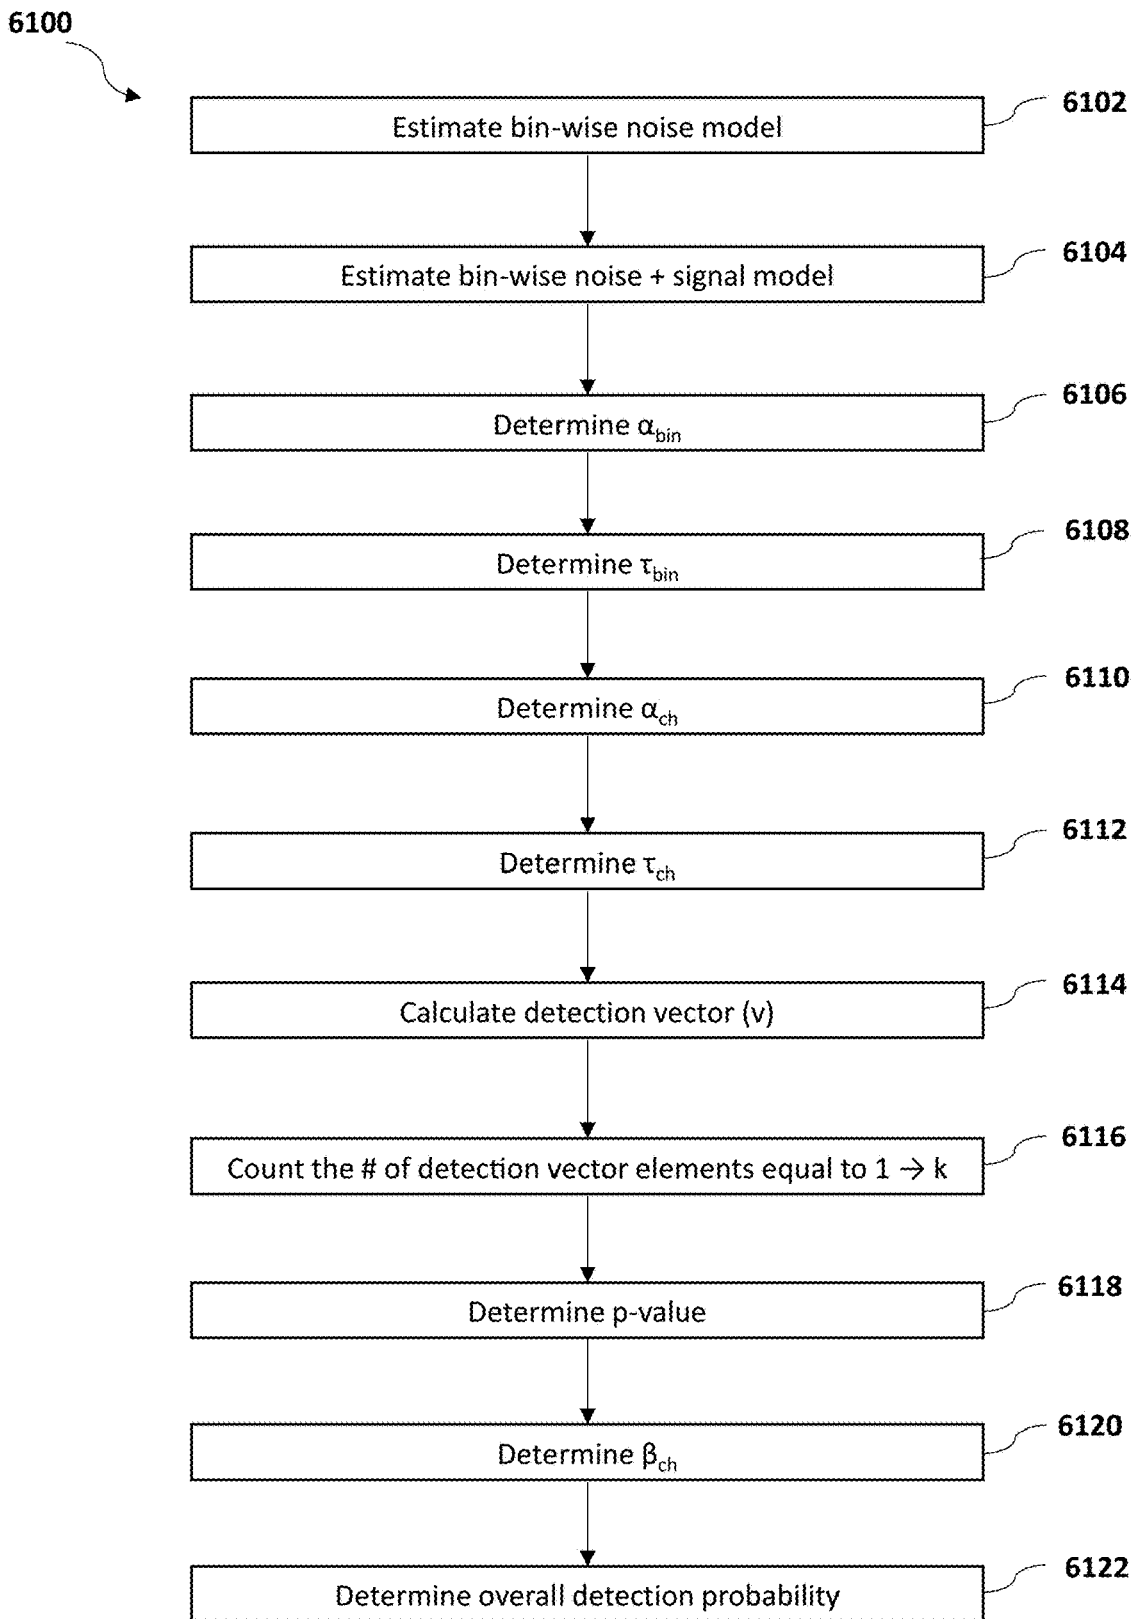 6100
6102
Estimate bin-wise noise model
6104
Estimate bin-wise noise + signal model
6106
Determine αbin
6108
Determine τbin
6110
Determine αch
6112
Determine τch
6114
Calculate detection vector (v)
6116
Count the # of detection vector elements equal to 1 → k
6118
Determine p-value
6120
Determine βch
6122
Determine overall detection probability